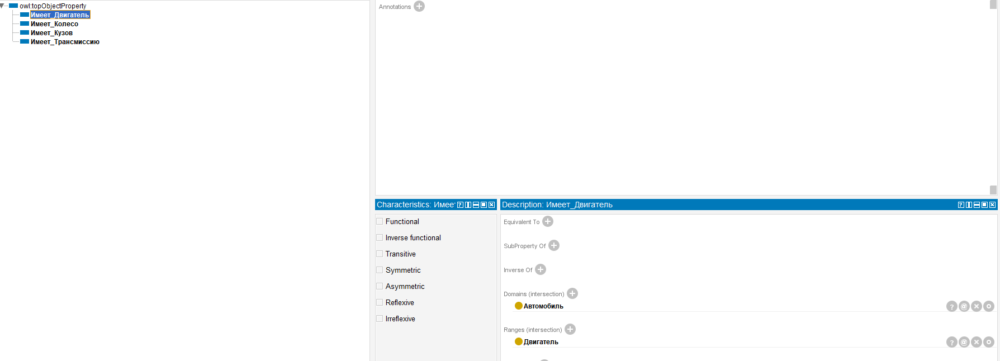 owl:topObjectProperty
Имеет_Двигатель
Имеет_Колесо
Имеет_Кузов
Имеет_Трансмиссию
Annotations
Characteristics: Имеет
Functional
Inverse functional
Transitive
Symmetric
Asymmetric
Reflexive
Irreflexive
Description: Имеет_Двигатель
Equivalent To
SubProperty Of
Inverse Of
Domains (intersection)
Автомобиль
Ranges (intersection)
Двигатель